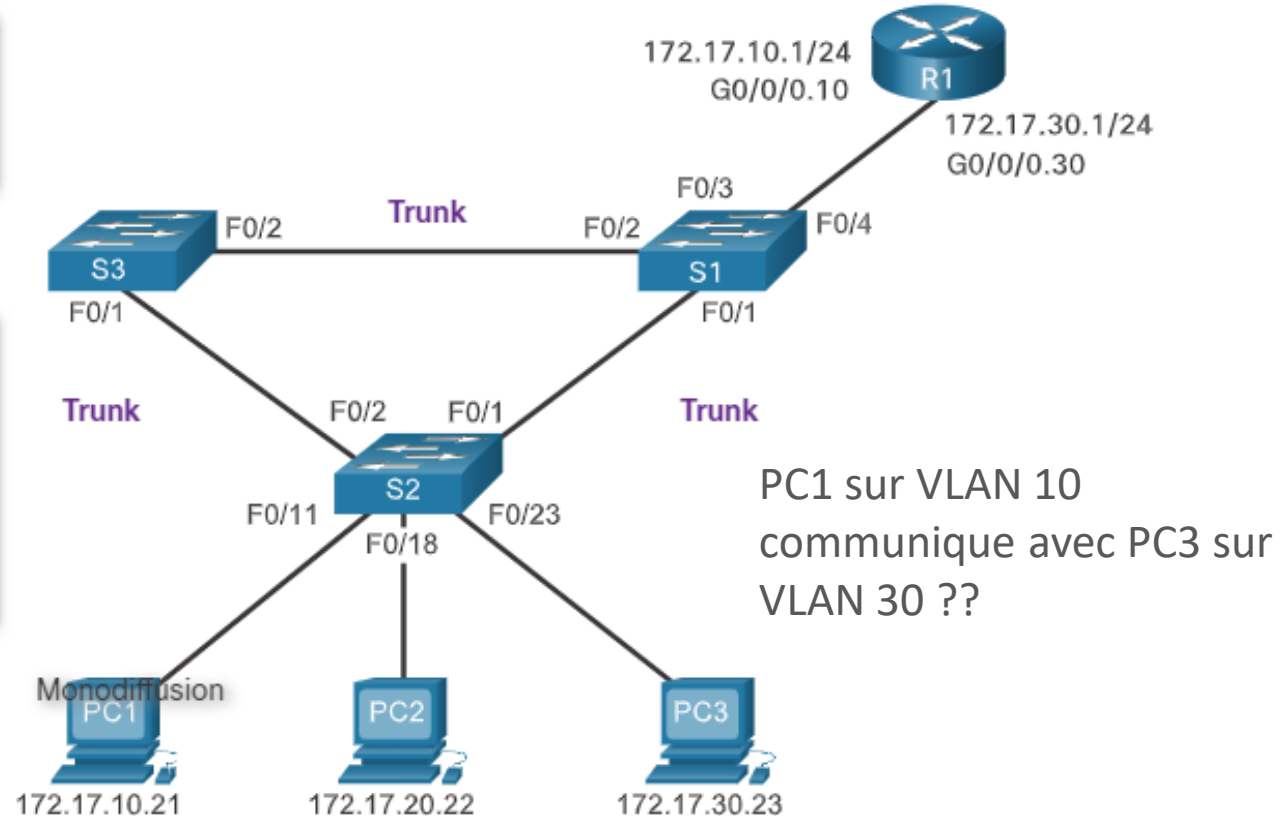 172.17.10.1/24
G0/0/0.10
R1
172.17.30.1/24
G0/0/0.30
F0/3
Trunk
F0/2
F0/2
F0/4
S3
S1
F0/1
F0/1
Trunk
F0/2
F0/1
Trunk
S2
PC1 sur VLAN 10
communique avec PC3 sur
VLAN 30 ??
F0/11
F0/23
F0/18
Monodiffusion
PC1
PC2
PC3
172.17.10.21
172.17.20.22
172.17.30.23